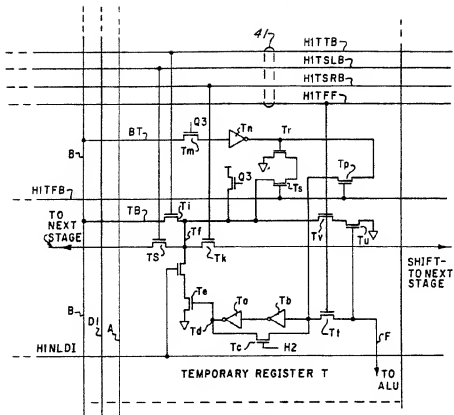 41
H1TTB
H1TSLB
H1TSRB
H1TFF
Q3
BT
Tn
Tr
Tm
B
Q3
Tp
Ts
H1TFB
TO NEXT STAGE
TB
Ti
Tf
TS
Tk
Tv
Tu
SHIFT-TO NEXT STAGE
B
D1
A
Te
Ta
Tb
Td
Tt
F
Tc
H2
H1NLD1
TEMPORARY REGISTER T
TO ALU